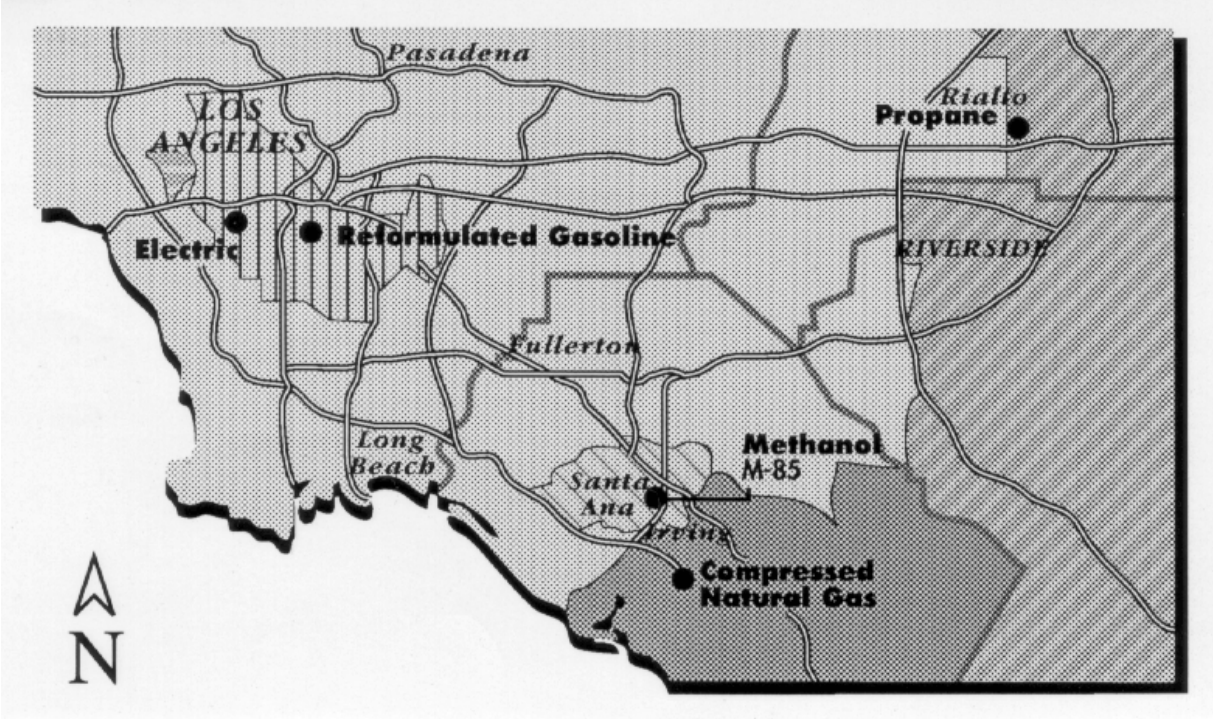 Pasadena
LOS
ANGELES
Rialto
Propane
Electric
Reformulated Gasoline
RIVERSIDE
Fullerton
Long
Beach
Methanol
M-85
Santa
Ana
Irving
Compressed
Natural Gas
N